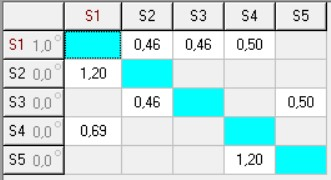 S1 S2 S3 S4 S5
S1 1,0° 0,46 0,46 0,50
S2 0,0° 1,20
S3 0,0° 0,46 0,50
S4 0,0° 0,69
S5 0,0° 1,20